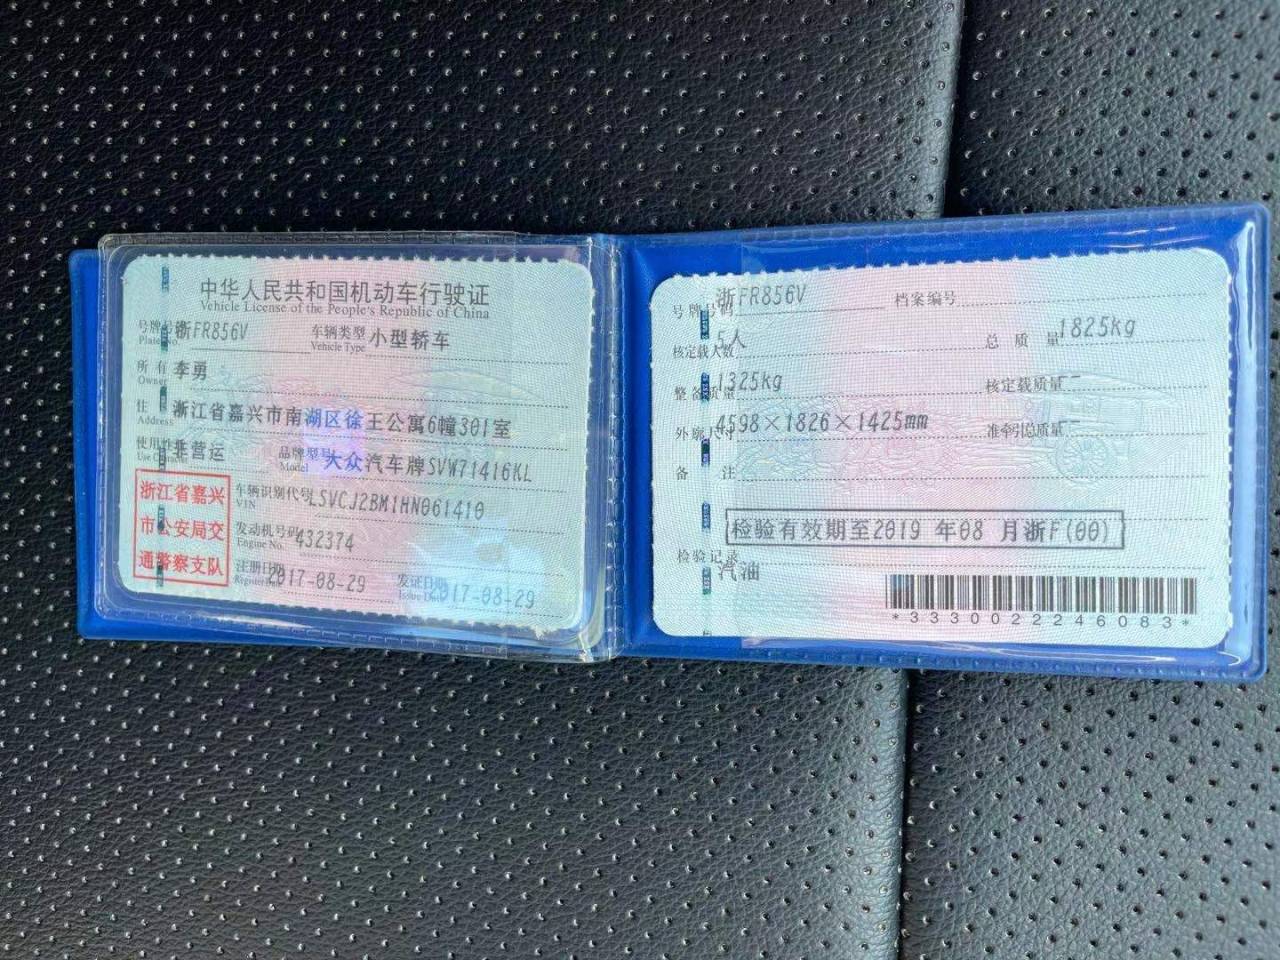 中华人民共和国机动车行驶证
Vehicle License of the People's Republic of China
号牌号 浙FR856V 车辆类型 小型轿车
Plate No. Vehicle Type
所有 李勇
Owner
住 浙江省嘉兴市南湖区徐王公寓6幢301室
Address
使用性 非营运 品牌型号 大众汽车牌SVW71416KL
Use Character Model
浙江省嘉兴
市公安局交
通警察支队
车辆识别代号 LSVCJ2BM1HN061410
VIN
发动机号码 432374
Engine No.
注册日期 2017-08-29 发证日期 2017-08-29
Register Issue Date
号牌号码 浙FR856V 档案编号
核定载人数 5人 总质量 1825kg
整备质量 1325kg 核定载质量 --
外廓尺寸 4598×1826×1425mm 准牵引总质量 --
备注
检验有效期至2019 年08 月浙F(00)
检验记录
汽油
*3330022246083*